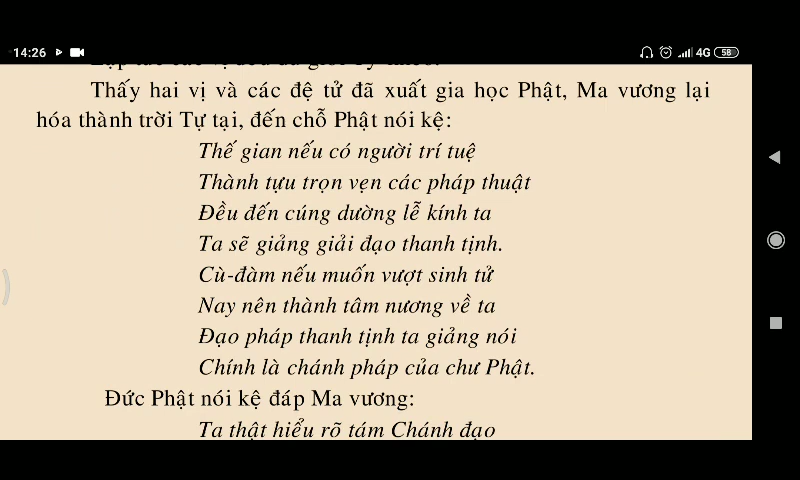 14:26
4G 58
Thấy hai vị và các đệ tử đã xuất gia học Phật, Ma vương lại
hóa thành trời Tự tại, đến chỗ Phật nói kệ:
Thế gian nếu có người trí tuệ
Thành tựu trọn vẹn các pháp thuật
Đều đến cúng dường lễ kính ta
Ta sẽ giảng giải đạo thanh tịnh.
Cù-đàm nếu muốn vượt sinh tử
Nay nên thành tâm nương về ta
Đạo pháp thanh tịnh ta giảng nói
Chính là chánh pháp của chư Phật.
Đức Phật nói kệ đáp Ma vương:
Ta thật hiểu rõ tám Chánh đạo